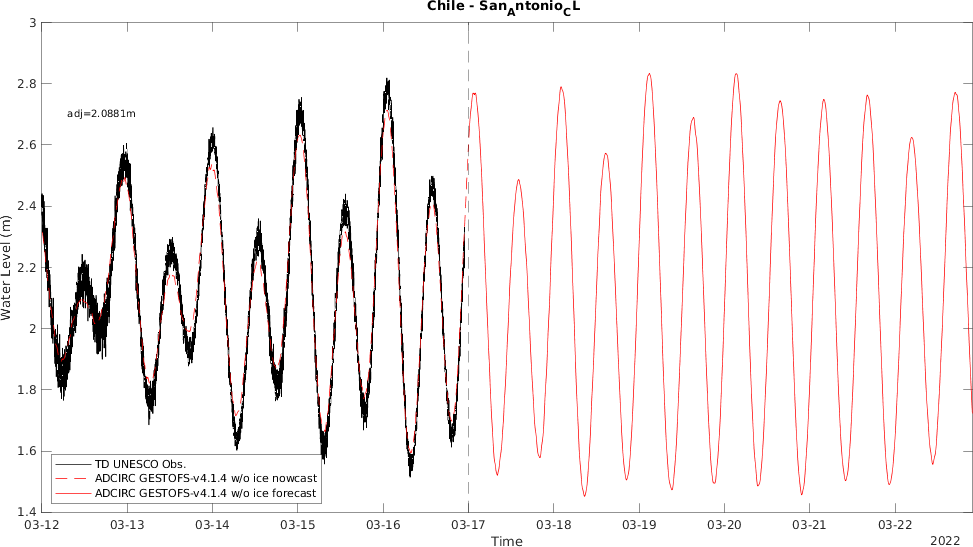 Chile - San_Antonio_CL
3
2.8
adj=2.0881m
2.6
2.4
2.2
2
1.8
1.6
1.4
Water Level (m)
TD UNESCO Obs.
ADCIRC GESTOFS-v4.1.4 w/o ice nowcast
ADCIRC GESTOFS-v4.1.4 w/o ice forecast
03-12 03-13 03-14 03-15 03-16 03-17 03-18 03-19 03-20 03-21 03-22
Time
2022